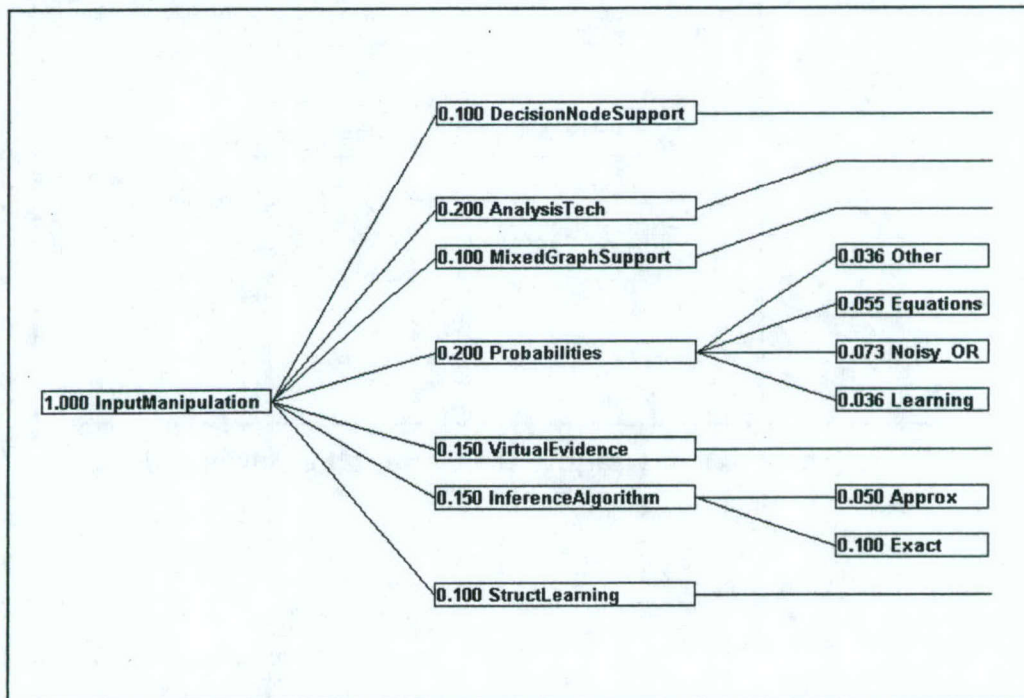 0.100 DecisionNodeSupport
0.200 AnalysisTech
0.100 MixedGraphSupport
0.036 Other
0.055 Equations
0.200 Probabilities
0.073 Noisy_OR
1.000 InputManipulation
0.036 Learning
0.150 VirtualEvidence
0.150 InferenceAlgorithm
0.050 Approx
0.100 Exact
0.100 StructLearning